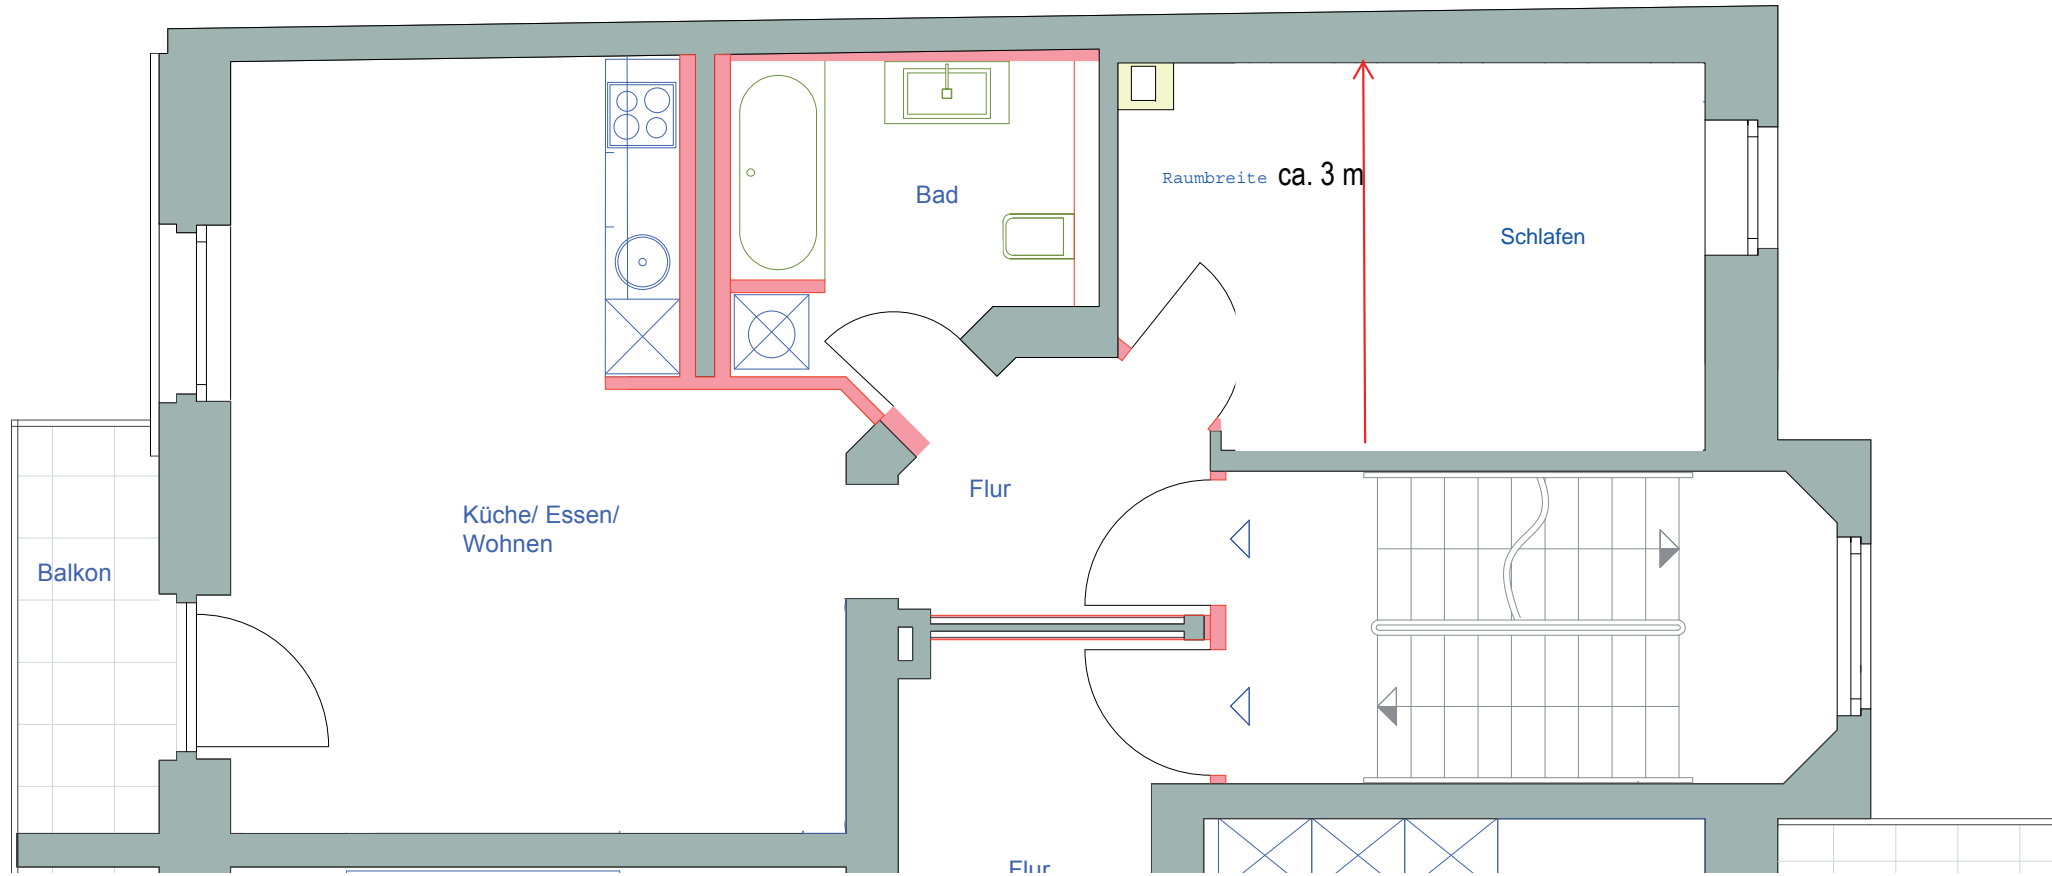 Raumbreite ca. 3 m
Bad
Schlafen
Flur
Küche/ Essen/
Wohnen
Balkon
Flur